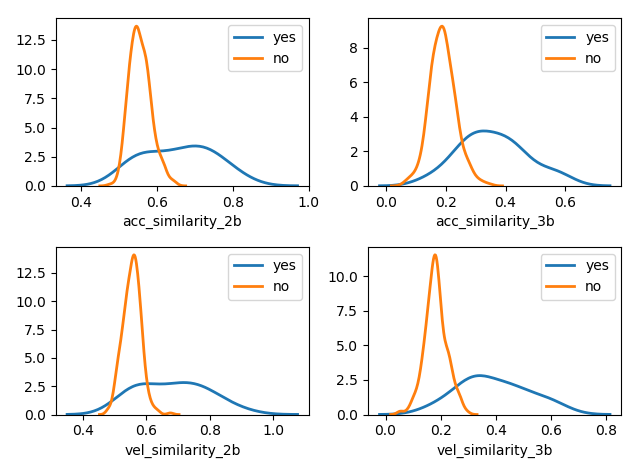 12.5
10.0
7.5
5.0
2.5
0.0
0.4 0.6 0.8 1.0
acc_similarity_2b
yes
no
8
6
4
2
0
0.0 0.2 0.4 0.6
acc_similarity_3b
yes
no
12.5
10.0
7.5
5.0
2.5
0.0
0.4 0.6 0.8 1.0
vel_similarity_2b
yes
no
10.0
7.5
5.0
2.5
0.0
0.0 0.2 0.4 0.6 0.8
vel_similarity_3b
yes
no